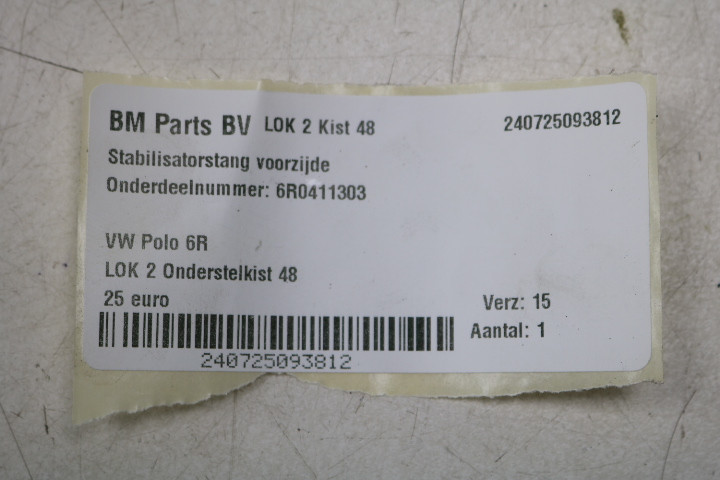 BM Parts BV LOK 2 Kist 48 240725093812
Stabilisatorstang voorzijde
Onderdeelnummer: 6R0411303
VW Polo 6R
LOK 2 Onderstelkist 48
25 euro Verz: 15
Aantal: 1
240725093812